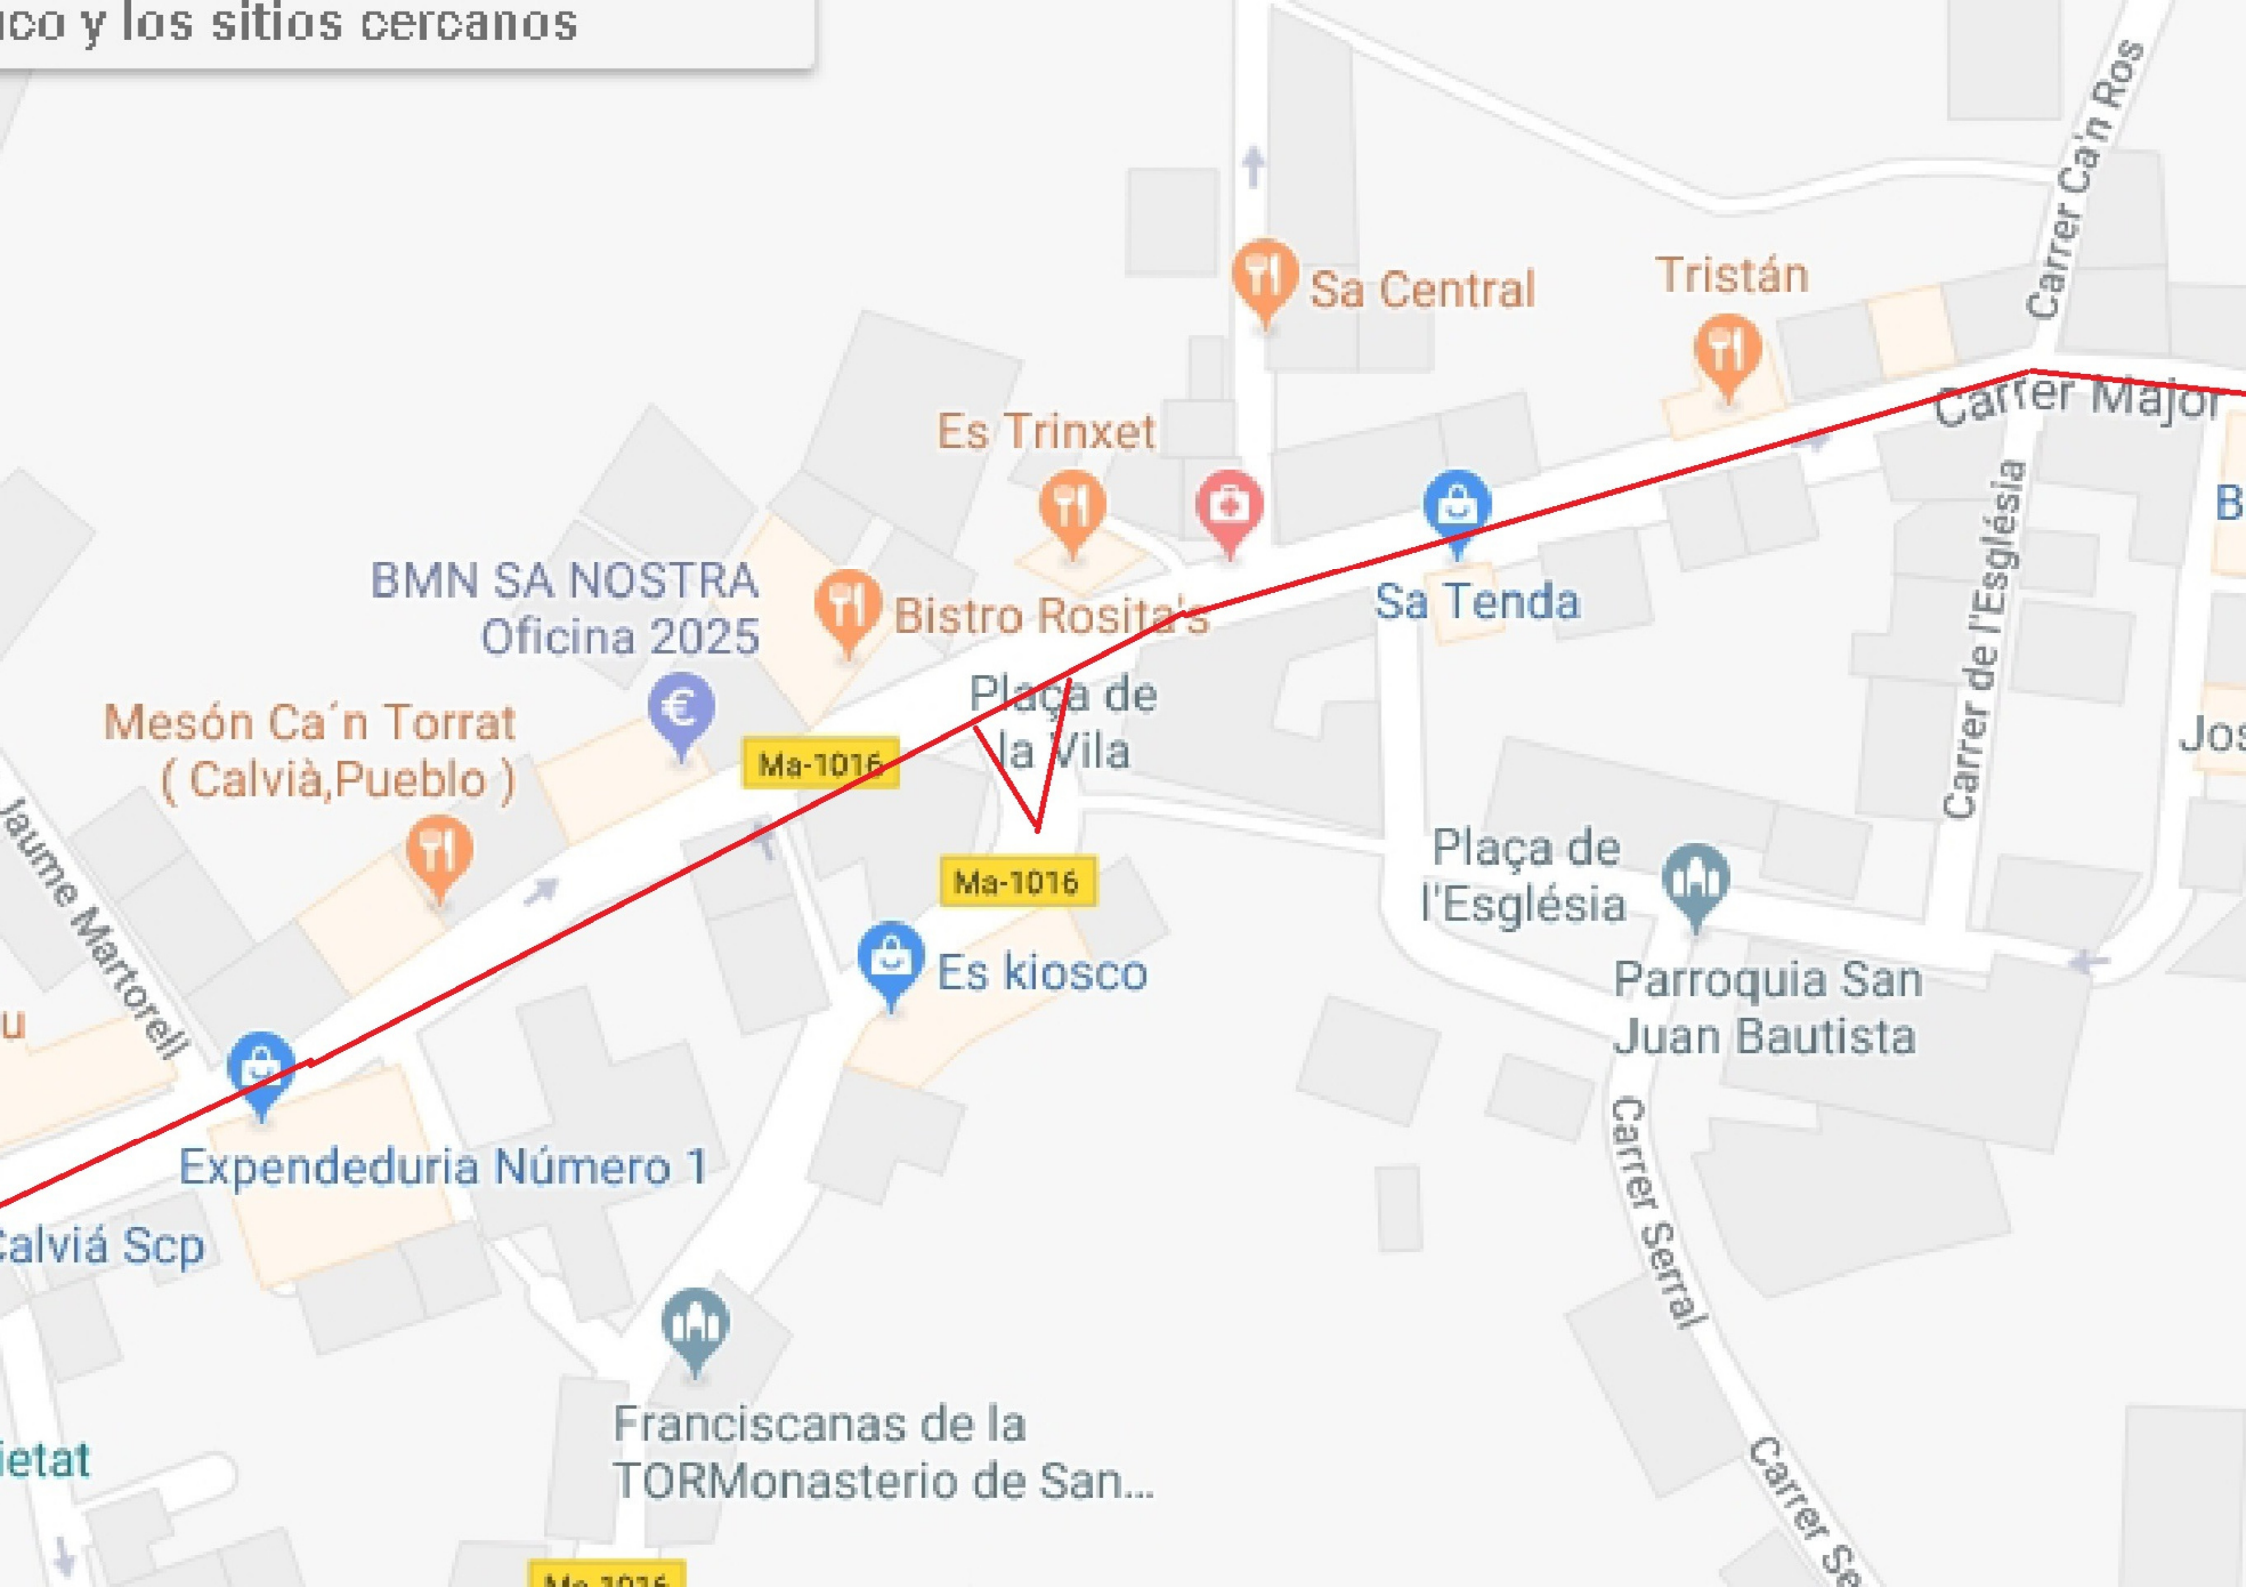 y los sitios cercanos
Carrer Ca'n Ros
Sa Central
Tristán
Carrer Major
Es Trinxet
BMN SA NOSTRA
Oficina 2025
€
Bistro Rosita's
Sa Tenda
Carrer de l'Església
Plaça de
la Vila
Mesón Ca´n Torrat
( Calvià,Pueblo )
Ma-1016
Jaume Martorell
Plaça de
l'Església
Ma-1016
Es kiosco
Parroquia San
Juan Bautista
Expendeduria Número 1
Calviá Scp
Carrer Serral
Franciscanas de la
TORMonasterio de San...
Carrer Se
Ma-1016